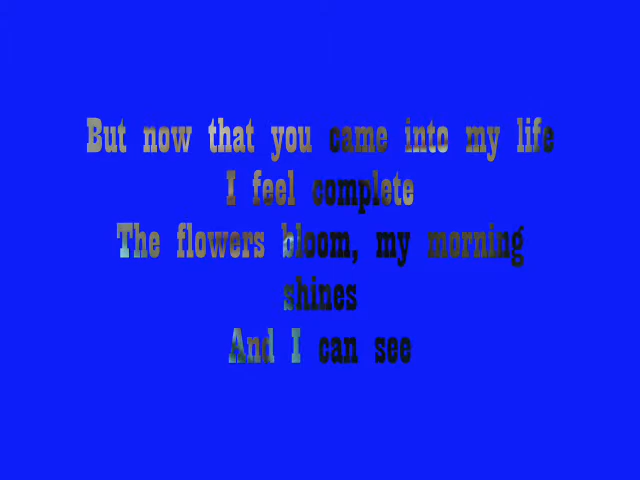 But now that you came into my life
I feel complete
The flowers bloom, my morning
shines
And I can see